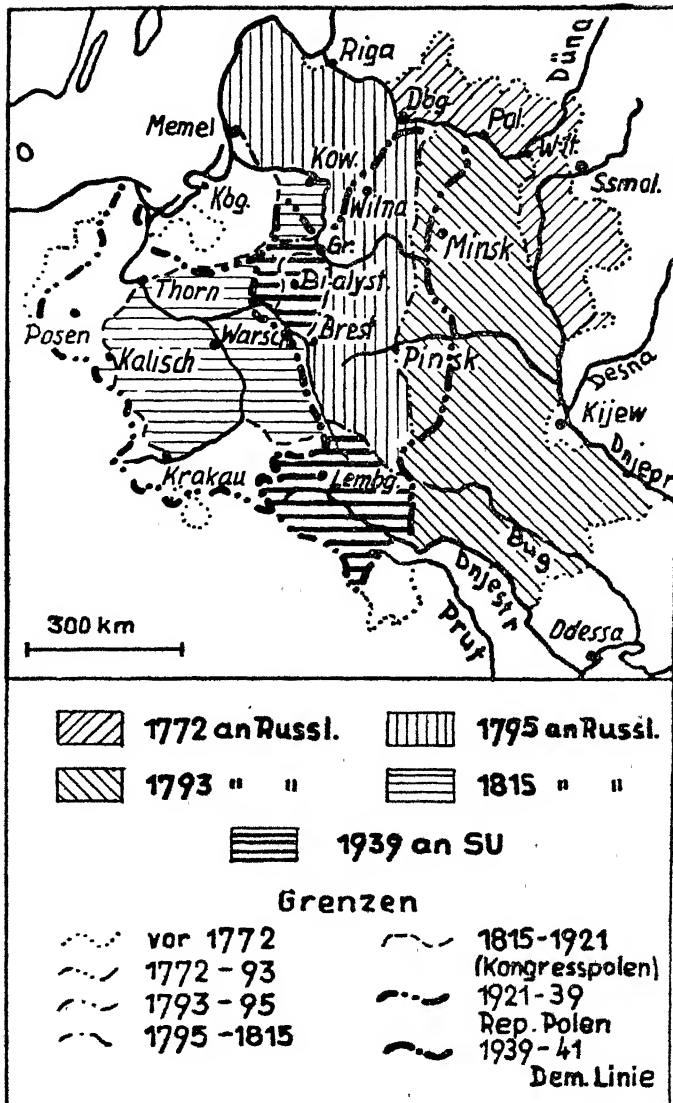 Riga
Düna
Dbg
Pol.
Memel
Wit.
Kow.
Ssmol.
Kbg.
Wilna
Gr.
Minsk
Thorn
Bialyst
Posen
Warsch
Brest
Kalisch
Pinsk
Desna
Kijew
Krakau
Lembg.
Dnjepr
Bug
Dnjestr
Prut
300 km
Odessa
1772 an Russl.
1795 an Russl.
1793 " "
1815 " "
1939 an SU
Grenzen
vor 1772
1772-93
1793-95
1795-1815
1815-1921
(Kongresspolen)
1921-39
Rep. Polen
1939-41
Dem. Linie